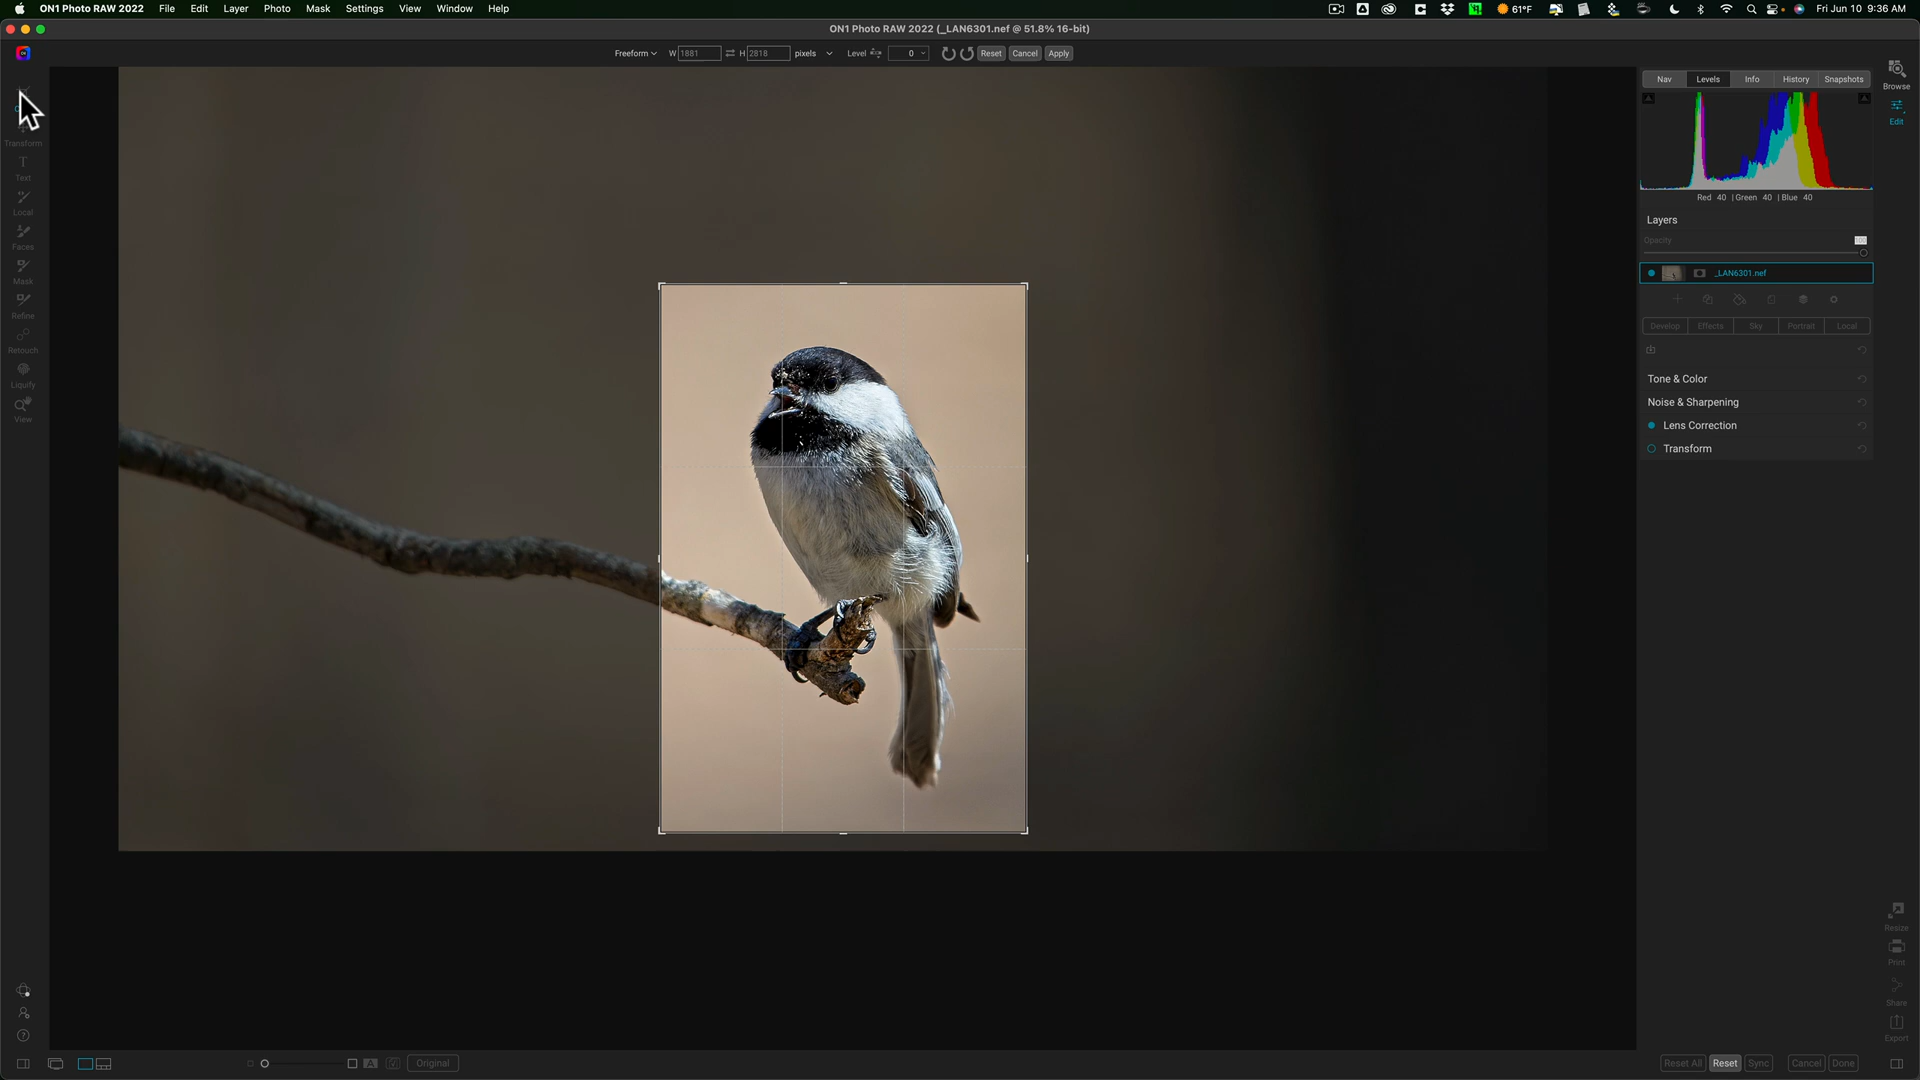 ON1 Photo RAW 2022 File Edit Layer Photo Mask Settings View Window Help 61°F Fri Jun 10 9:36 AM
ON1 Photo RAW 2022 (_LAN6301.nef @ 51.8% 16-bit)
Freeform W 1881 H 2818 pixels Level 0 Reset Cancel Apply
Transform
Text
Local
Faces
Mask
Refine
Retouch
Liquify
View
Nav Levels Info History Snapshots
Red 40 | Green 40 | Blue 40
Layers
Opacity
_LAN6301.nef
Develop Effects Sky Portrait Local
Tone & Color
Noise & Sharpening
Lens Correction
Transform
Browse
Edit
Resize
Print
Share
Export
Original
Reset All Reset Sync Cancel Done